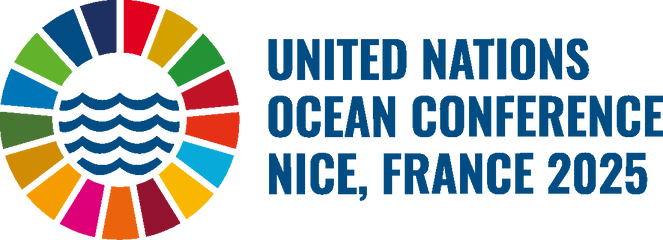 UNITED NATIONS
OCEAN CONFERENCE
NICE, FRANCE 2025